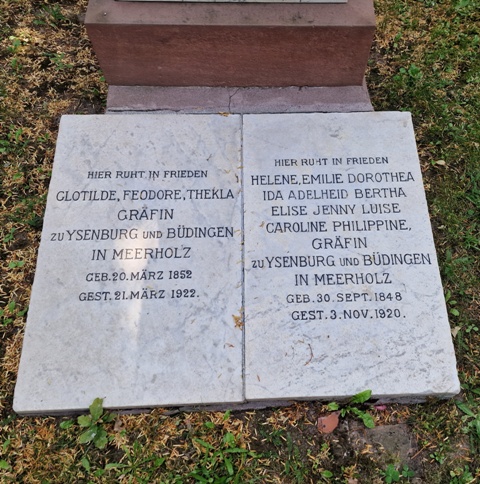 HIER RUHT IN FRIEDEN
CLOTILDE, FEODORE, THEKLA
GRÄFIN
ZU YSENBURG UND BÜDINGEN
IN MEERHOLZ
GEB. 20. MÄRZ 1852
GEST. 21. MÄRZ 1922.
HIER RUHT IN FRIEDEN
HELENE, EMILIE DOROTHEA
IDA ADELHEID BERTHA
ELISE JENNY LUISE
CAROLINE PHILIPPINE,
GRÄFIN
ZU YSENBURG UND BÜDINGEN
IN MEERHOLZ
GEB. 30. SEPT. 1848
GEST. 3. NOV. 1920.